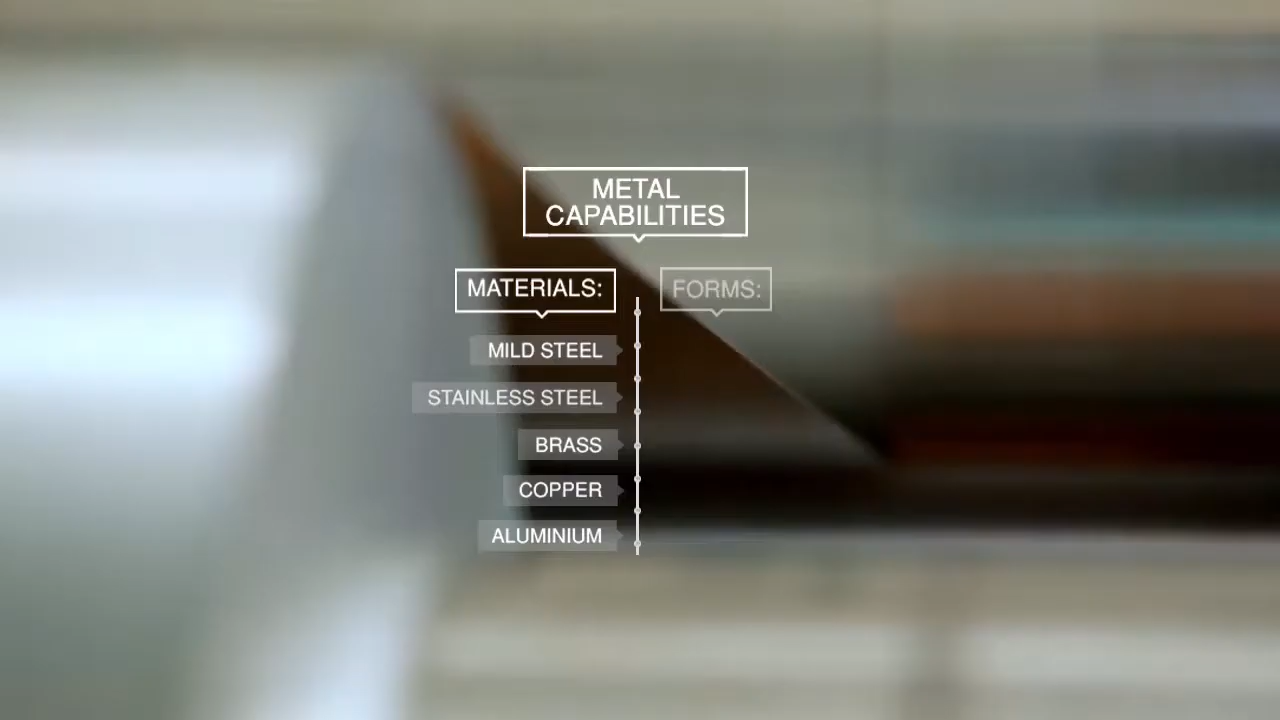 METAL
CAPABILITIES
MATERIALS:
FORMS:
MILD STEEL
STAINLESS STEEL
BRASS
COPPER
ALUMINIUM